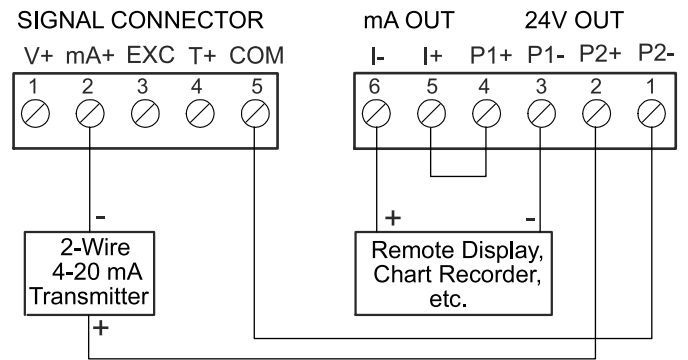 SIGNAL CONNECTOR
V+ mA+ EXC T+ COM
1 2 3 4 5
mA OUT 24V OUT
I- I+ P1+ P1- P2+ P2-
6 5 4 3 2 1
-
2-Wire
4-20 mA
Transmitter
+
+ -
Remote Display,
Chart Recorder,
etc.